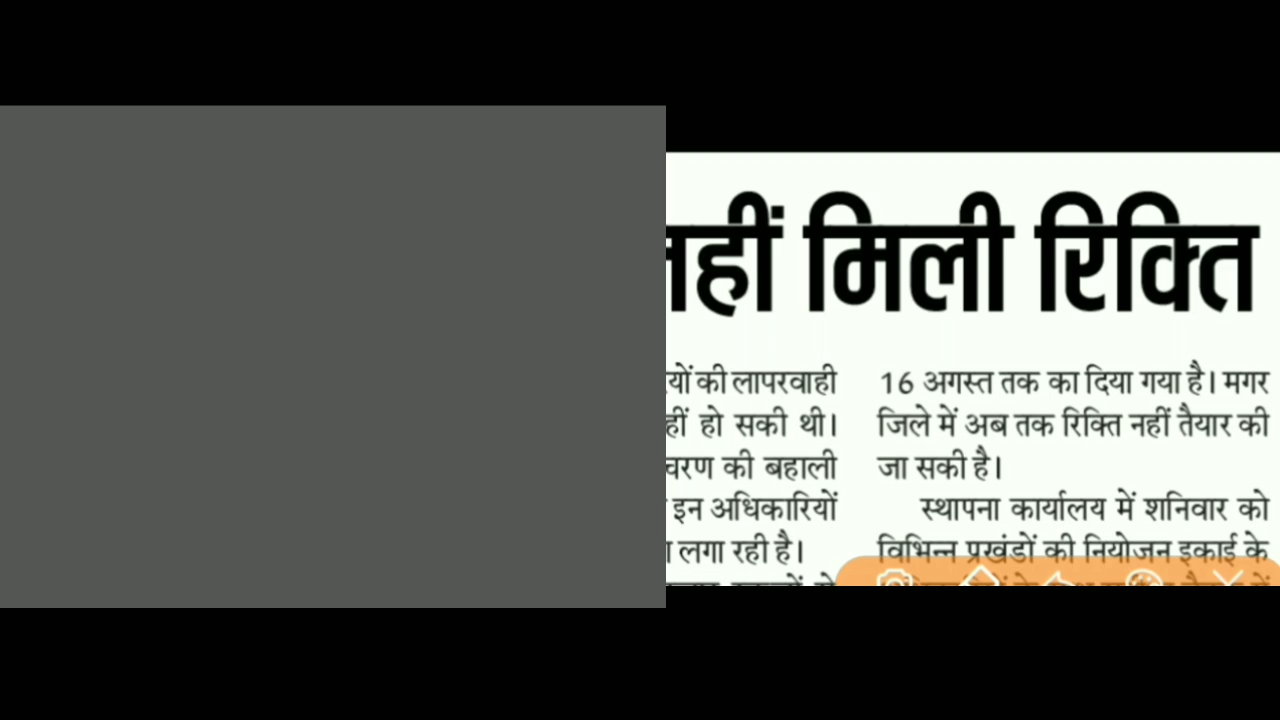 मिली रिक्ति
की लापरवाही
हो सकी थी।
की बहाली
इन अधिकारियों
लगा रही है।
16 अगस्त तक का दिया गया है। मगर
जिले में अब तक रिक्ति नहीं तैयार की
जा सकी है।
स्थापना कार्यालय में शनिवार को
विभिन्न प्रखंडों की नियोजन इकाई के